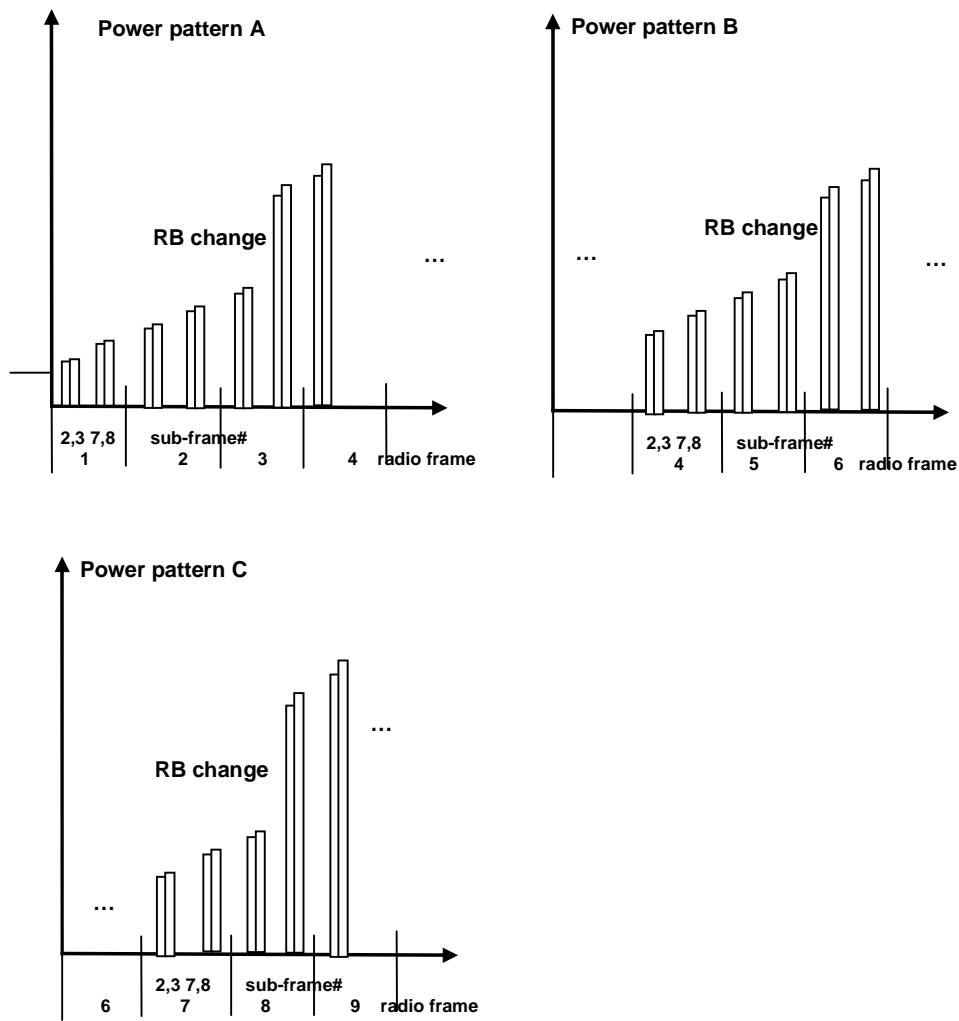 Power pattern A
RB change
...
2,3 7,8 sub-frame#
1 2 3 4 radio frame
Power pattern B
RB change
...
...
2,3 7,8 sub-frame#
4 5 6 radio frame
Power pattern C
RB change
...
...
2,3 7,8 sub-frame#
6 7 8 9 radio frame